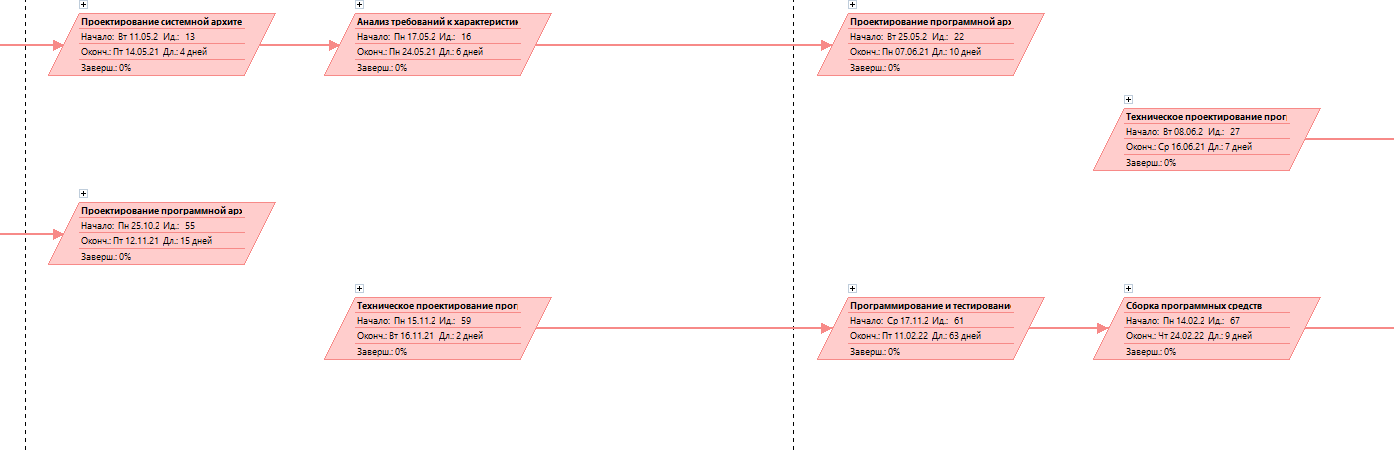 Проектирование системной архите
Начало: Вт 11.05.2 Ид.: 13
Оконч.: Пт 14.05.21 Дл.: 4 дней
Заверш.: 0%
Анализ требований к характеристик
Начало: Пн 17.05.2 Ид.: 16
Оконч.: Пн 24.05.21 Дл.: 6 дней
Заверш.: 0%
Проектирование программной арх
Начало: Вт 25.05.2 Ид.: 22
Оконч.: Пн 07.06.21 Дл.: 10 дней
Заверш.: 0%
Техническое проектирование прог
Начало: Вт 08.06.2 Ид.: 27
Оконч.: Ср 16.06.21 Дл.: 7 дней
Заверш.: 0%
Проектирование программной арх
Начало: Пн 25.10.2 Ид.: 55
Оконч.: Пт 12.11.21 Дл.: 15 дней
Заверш.: 0%
Техническое проектирование прог
Начало: Пн 15.11.2 Ид.: 59
Оконч.: Вт 16.11.21 Дл.: 2 дней
Заверш.: 0%
Программирование и тестировани
Начало: Ср 17.11.2 Ид.: 61
Оконч.: Пт 11.02.22 Дл.: 63 дней
Заверш.: 0%
Сборка программных средств
Начало: Пн 14.02.2 Ид.: 67
Оконч.: Чт 24.02.22 Дл.: 9 дней
Заверш.: 0%